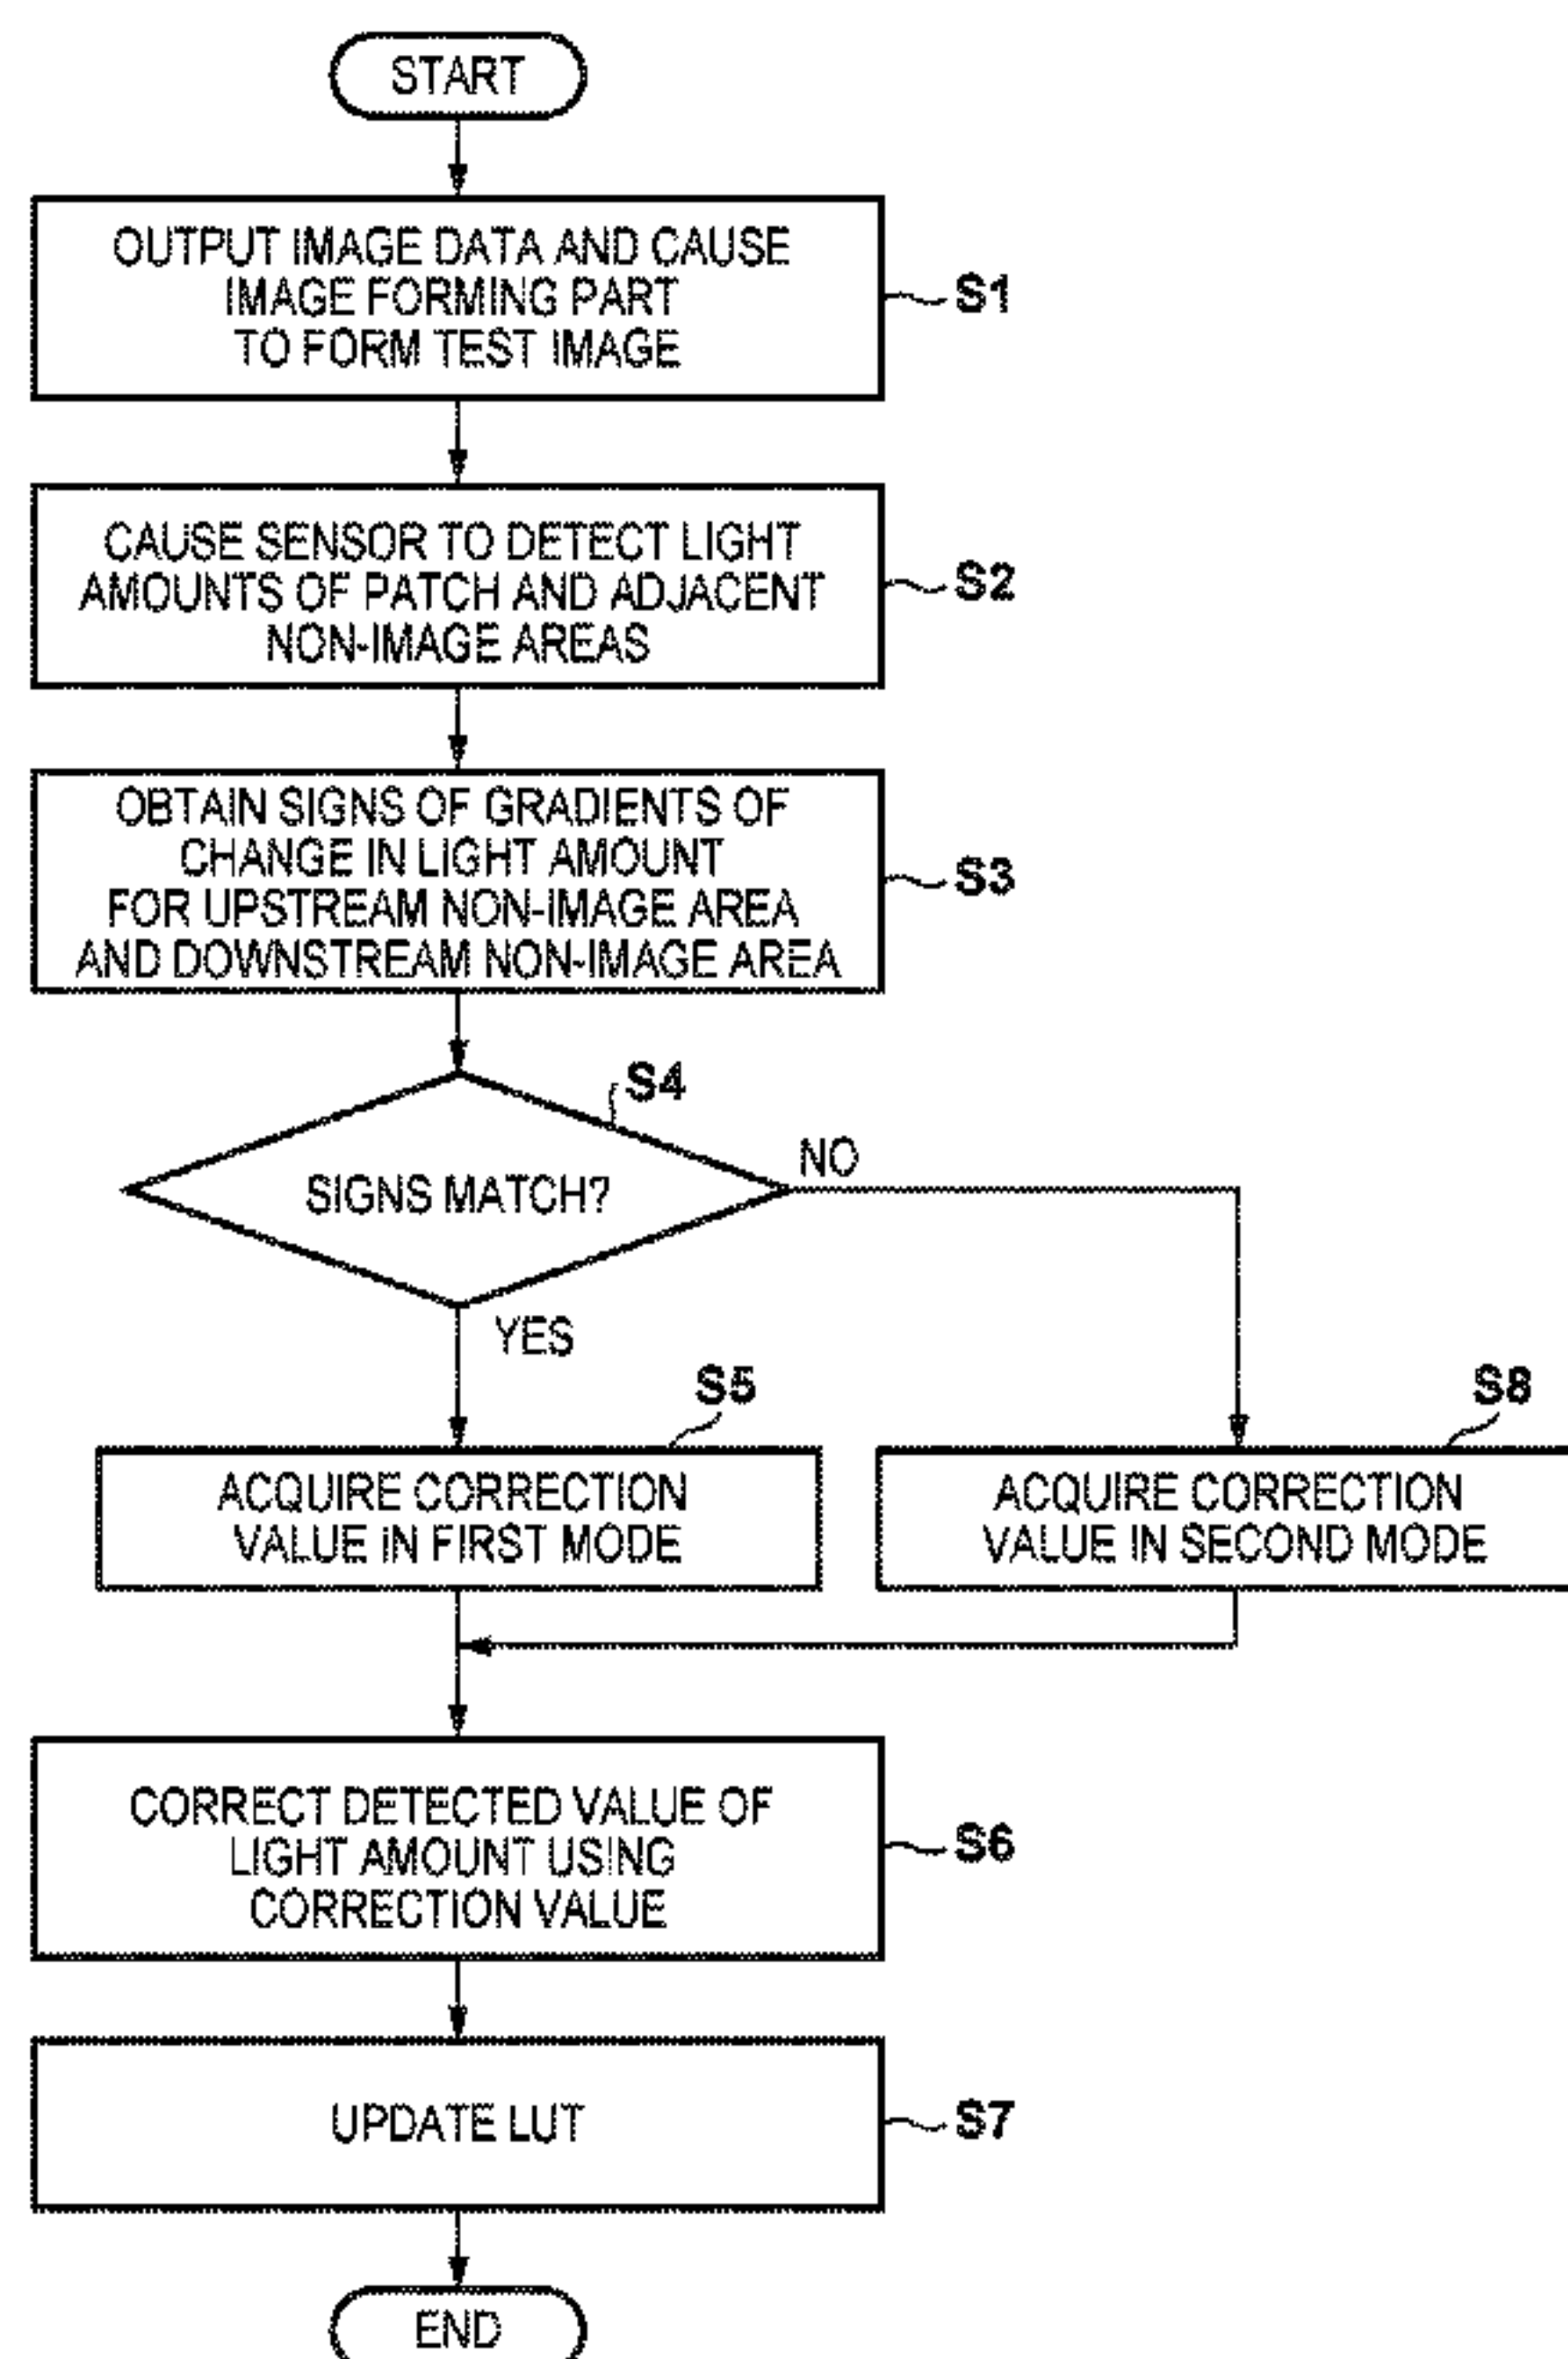 START
OUTPUT IMAGE DATA AND CAUSE
IMAGE FORMING PART
TO FORM TEST IMAGE
S1
CAUSE SENSOR TO DETECT LIGHT
AMOUNTS OF PATCH AND ADJACENT
NON-IMAGE AREAS
S2
OBTAIN SIGNS OF GRADIENTS OF
CHANGE IN LIGHT AMOUNT
FOR UPSTREAM NON-IMAGE AREA
AND DOWNSTREAM NON-IMAGE AREA
S3
S4
SIGNS MATCH?
NO
YES
S5
ACQUIRE CORRECTION
VALUE IN FIRST MODE
S8
ACQUIRE CORRECTION
VALUE IN SECOND MODE
CORRECT DETECTED VALUE OF
LIGHT AMOUNT USING
CORRECTION VALUE
S6
UPDATE LUT
S7
END